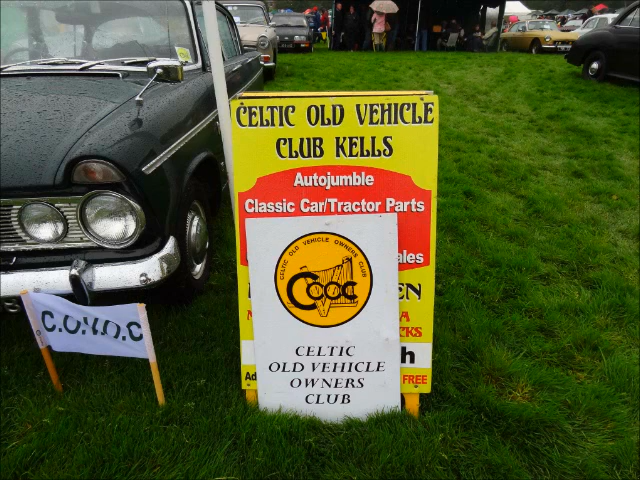 CELTIC OLD VEHICLE
CLUB KELLS
Autojumble
Classic Car/Tractor Parts
ales
EN
CELTIC OLD VEHICLE OWNERS CLUB
COVOC
CELTIC
OLD VEHICLE
OWNERS
CLUB
h
FREE
C.O.V.O.C